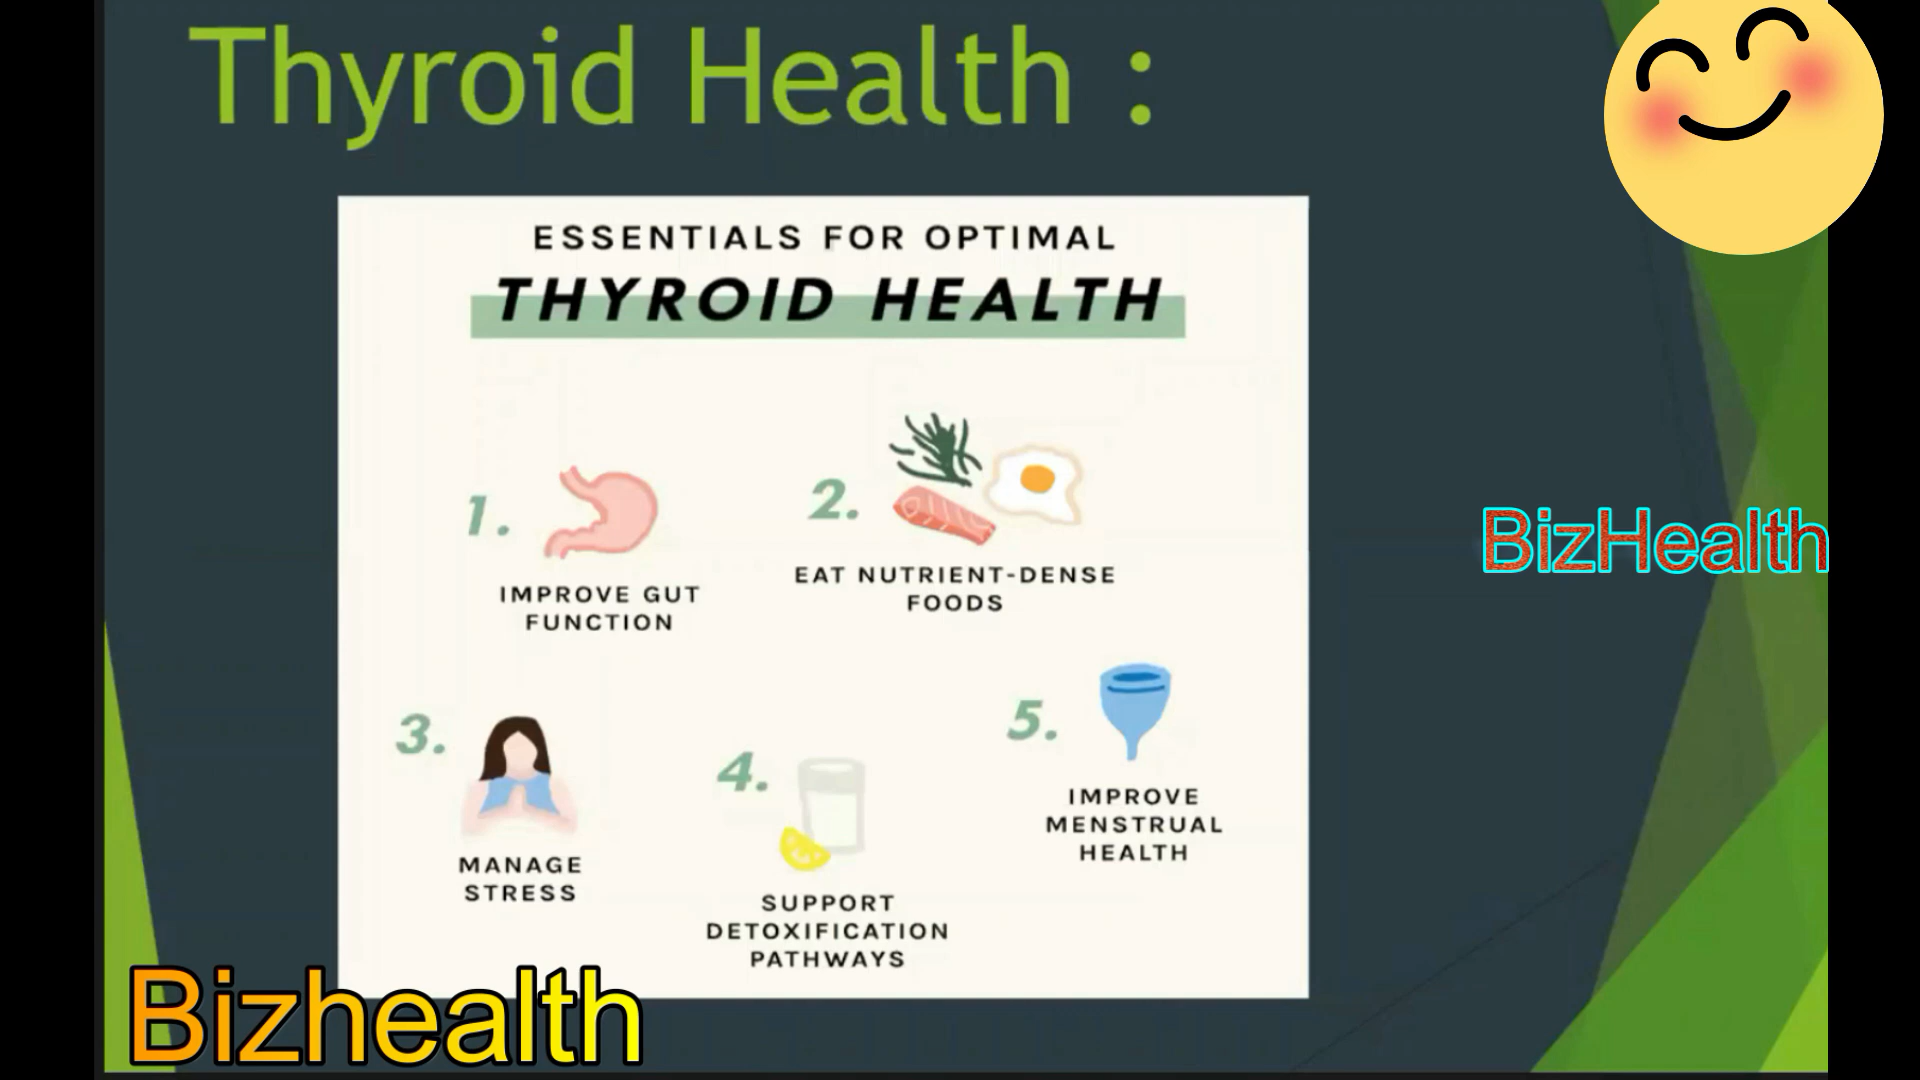 Thyroid Health :
ESSENTIALS FOR OPTIMAL
THYROID HEALTH
1.
IMPROVE GUT
FUNCTION
2.
EAT NUTRIENT-DENSE
FOODS
3.
MANAGE
STRESS
4.
SUPPORT
DETOXIFICATION
PATHWAYS
5.
IMPROVE
MENSTRUAL
HEALTH
BizHealth
Bizhealth